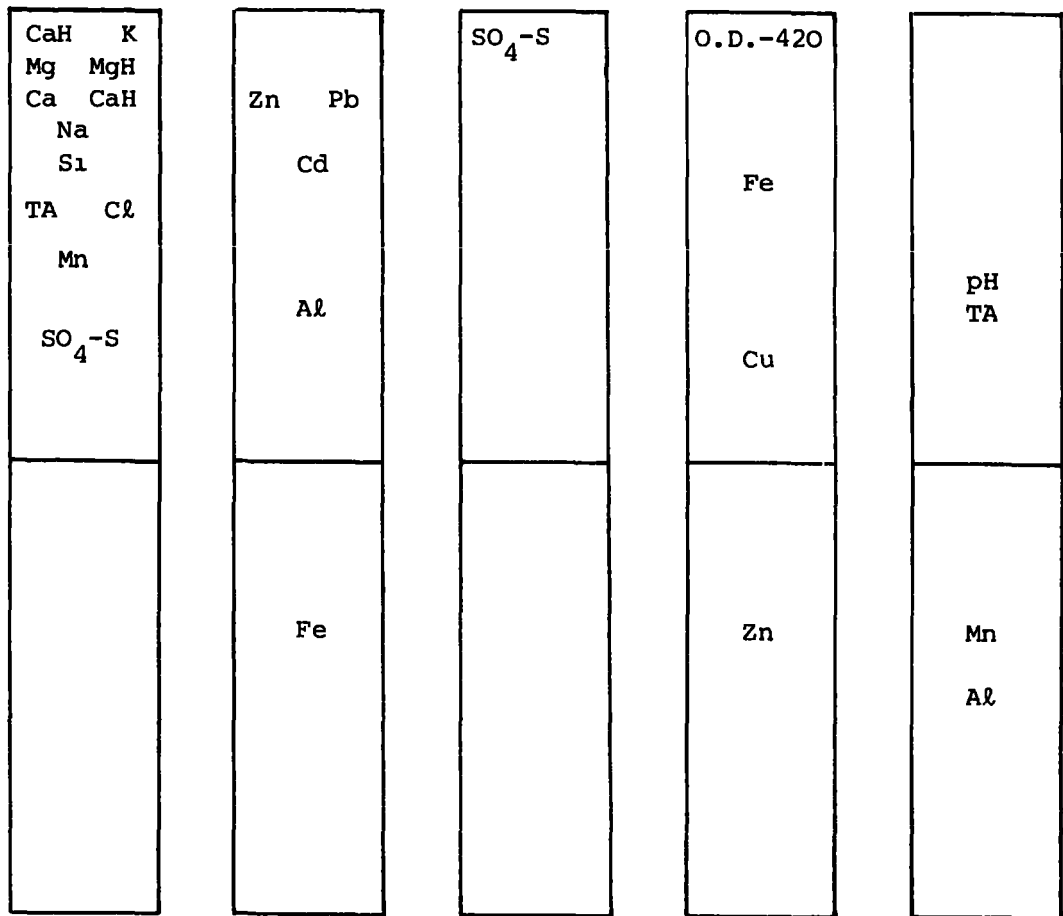 CaH K
Mg MgH
Ca CaH
Na
Sı
TA Cℓ
Mn
SO₄-S
Zn Pb
Cd
Aℓ
Fe
SO₄-S
O.D.-420
Fe
Cu
Zn
pH
TA
Mn
Aℓ